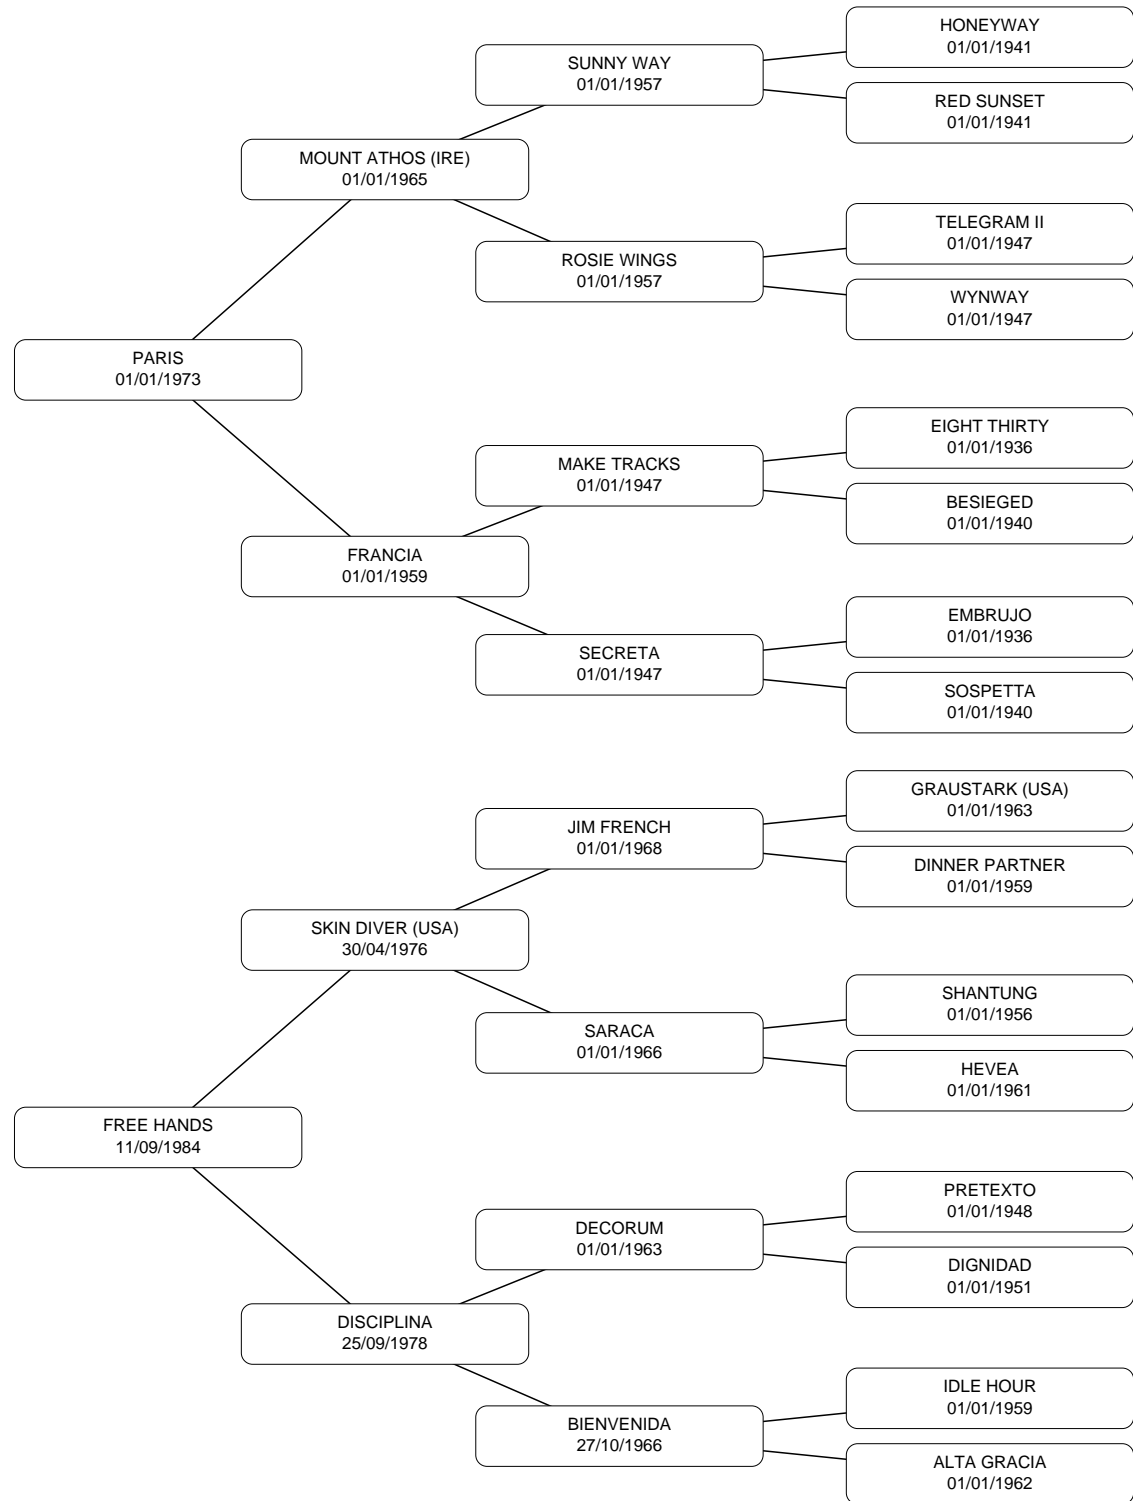 HONEYWAY
01/01/1941
SUNNY WAY
01/01/1957
RED SUNSET
01/01/1941
MOUNT ATHOS (IRE)
01/01/1965
TELEGRAM II
01/01/1947
ROSIE WINGS
01/01/1957
WYNWAY
01/01/1947
PARIS
01/01/1973
EIGHT THIRTY
01/01/1936
MAKE TRACKS
01/01/1947
BESIEGED
01/01/1940
FRANCIA
01/01/1959
EMBRUJO
01/01/1936
SECRETA
01/01/1947
SOSPETTA
01/01/1940
GRAUSTARK (USA)
01/01/1963
JIM FRENCH
01/01/1968
DINNER PARTNER
01/01/1959
SKIN DIVER (USA)
30/04/1976
SHANTUNG
01/01/1956
SARACA
01/01/1966
HEVEA
01/01/1961
FREE HANDS
11/09/1984
PRETEXTO
01/01/1948
DECORUM
01/01/1963
DIGNIDAD
01/01/1951
DISCIPLINA
25/09/1978
IDLE HOUR
01/01/1959
BIENVENIDA
27/10/1966
ALTA GRACIA
01/01/1962